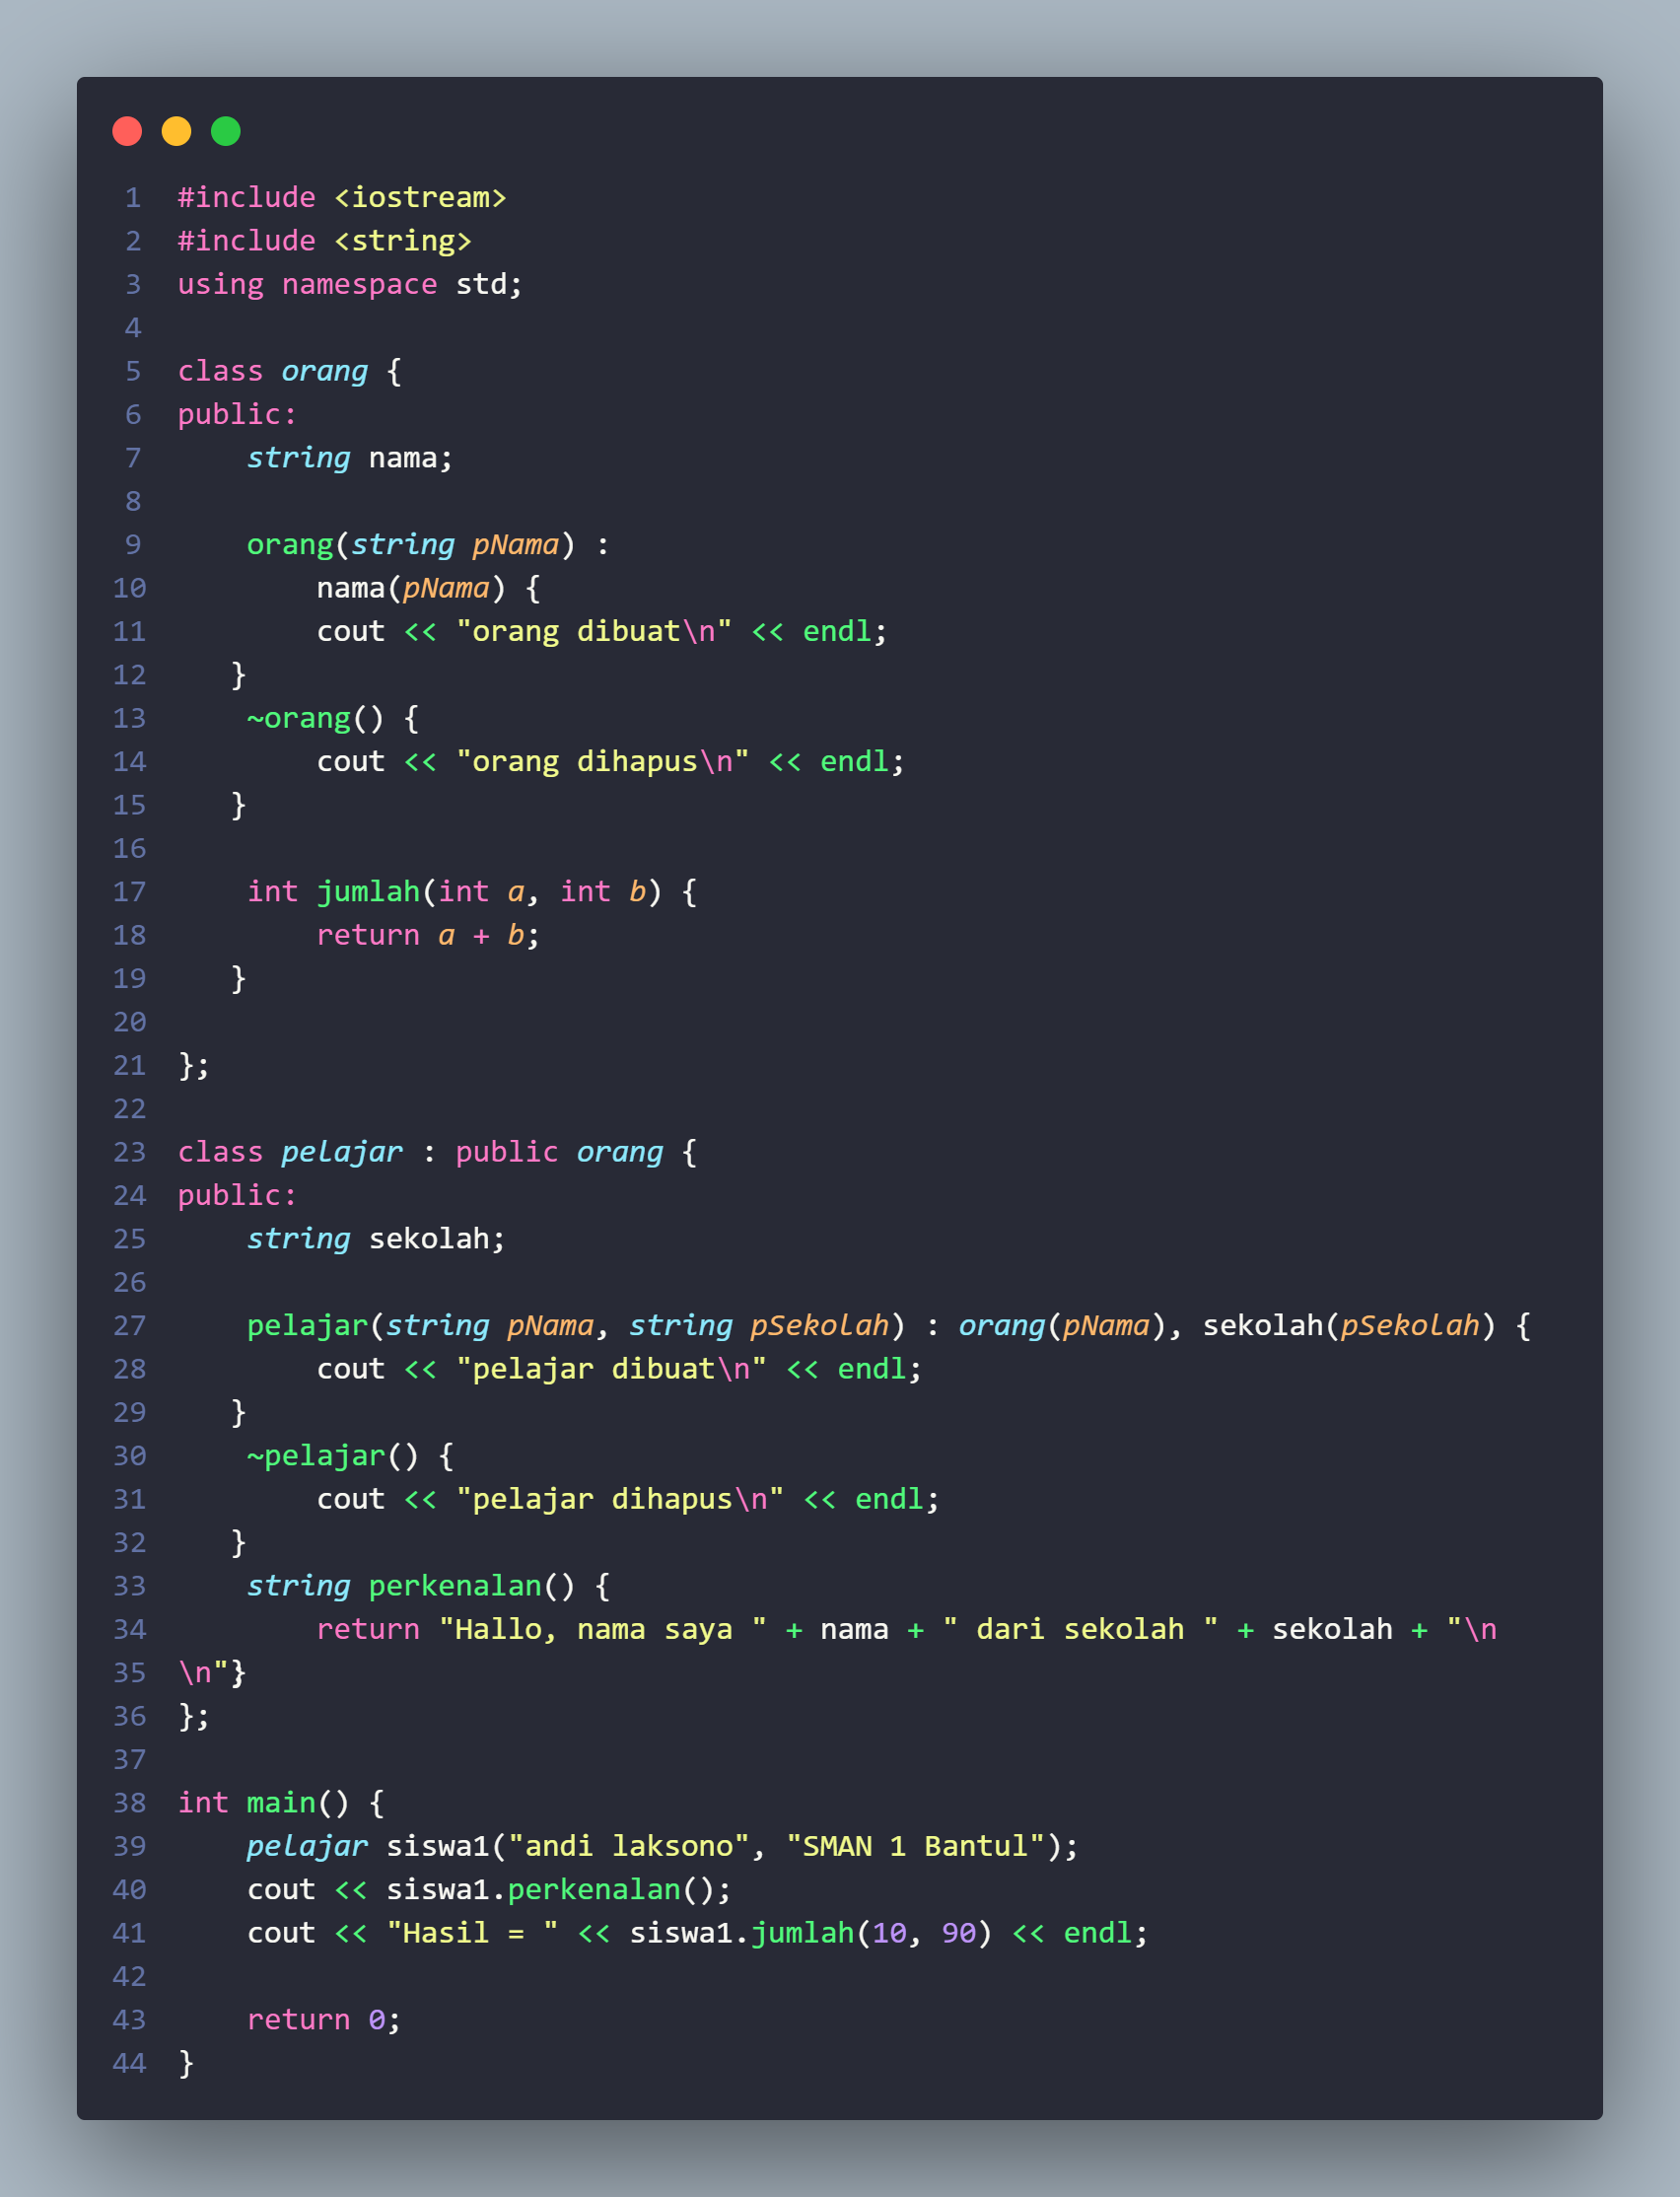 1 #include <iostream>
2 #include <string>
3 using namespace std;
4
5 class orang {
6 public:
7     string nama;
8
9     orang(string pNama) :
10         nama(pNama) {
11         cout << "orang dibuat\n" << endl;
12    }
13     ~orang() {
14         cout << "orang dihapus\n" << endl;
15    }
16
17     int jumlah(int a, int b) {
18         return a + b;
19    }
20
21 };
22
23 class pelajar : public orang {
24 public:
25     string sekolah;
26
27     pelajar(string pNama, string pSekolah) : orang(pNama), sekolah(pSekolah) {
28         cout << "pelajar dibuat\n" << endl;
29    }
30     ~pelajar() {
31         cout << "pelajar dihapus\n" << endl;
32    }
33     string perkenalan() {
34         return "Hallo, nama saya " + nama + " dari sekolah " + sekolah + "\n
35 \n"}
36 };
37
38 int main() {
39     pelajar siswa1("andi laksono", "SMAN 1 Bantul");
40     cout << siswa1.perkenalan();
41     cout << "Hasil = " << siswa1.jumlah(10, 90) << endl;
42
43     return 0;
44 }